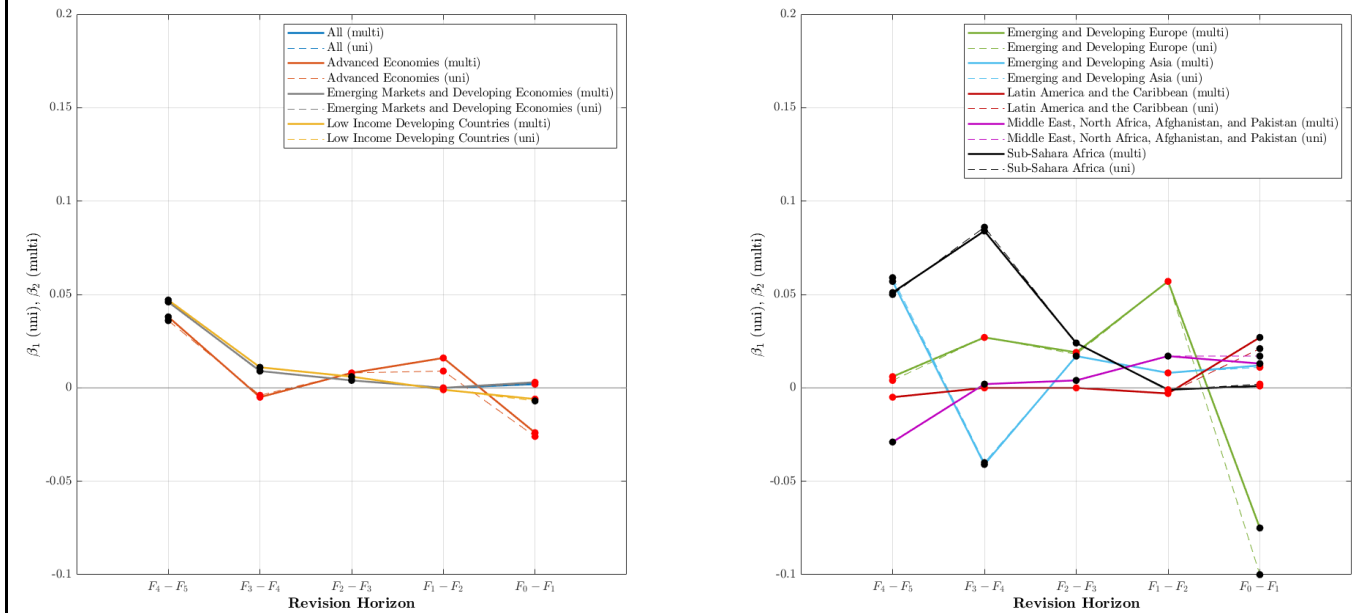 0.2
0.15
0.1
0.05
0
-0.05
-0.1
β₁ (uni), β₂ (multi)
All (multi)
All (uni)
Advanced Economies (multi)
Advanced Economies (uni)
Emerging Markets and Developing Economies (multi)
Emerging Markets and Developing Economies (uni)
Low Income Developing Countries (multi)
Low Income Developing Countries (uni)
F₄ − F₅ F₃ − F₄ F₂ − F₃ F₁ − F₂ F₀ − F₁
Revision Horizon
0.2
0.15
0.1
0.05
0
-0.05
-0.1
β₁ (uni), β₂ (multi)
Emerging and Developing Europe (multi)
Emerging and Developing Europe (uni)
Emerging and Developing Asia (multi)
Emerging and Developing Asia (uni)
Latin America and the Caribbean (multi)
Latin America and the Caribbean (uni)
Middle East, North Africa, Afghanistan, and Pakistan (multi)
Middle East, North Africa, Afghanistan, and Pakistan (uni)
Sub-Sahara Africa (multi)
Sub-Sahara Africa (uni)
F₄ − F₅ F₃ − F₄ F₂ − F₃ F₁ − F₂ F₀ − F₁
Revision Horizon